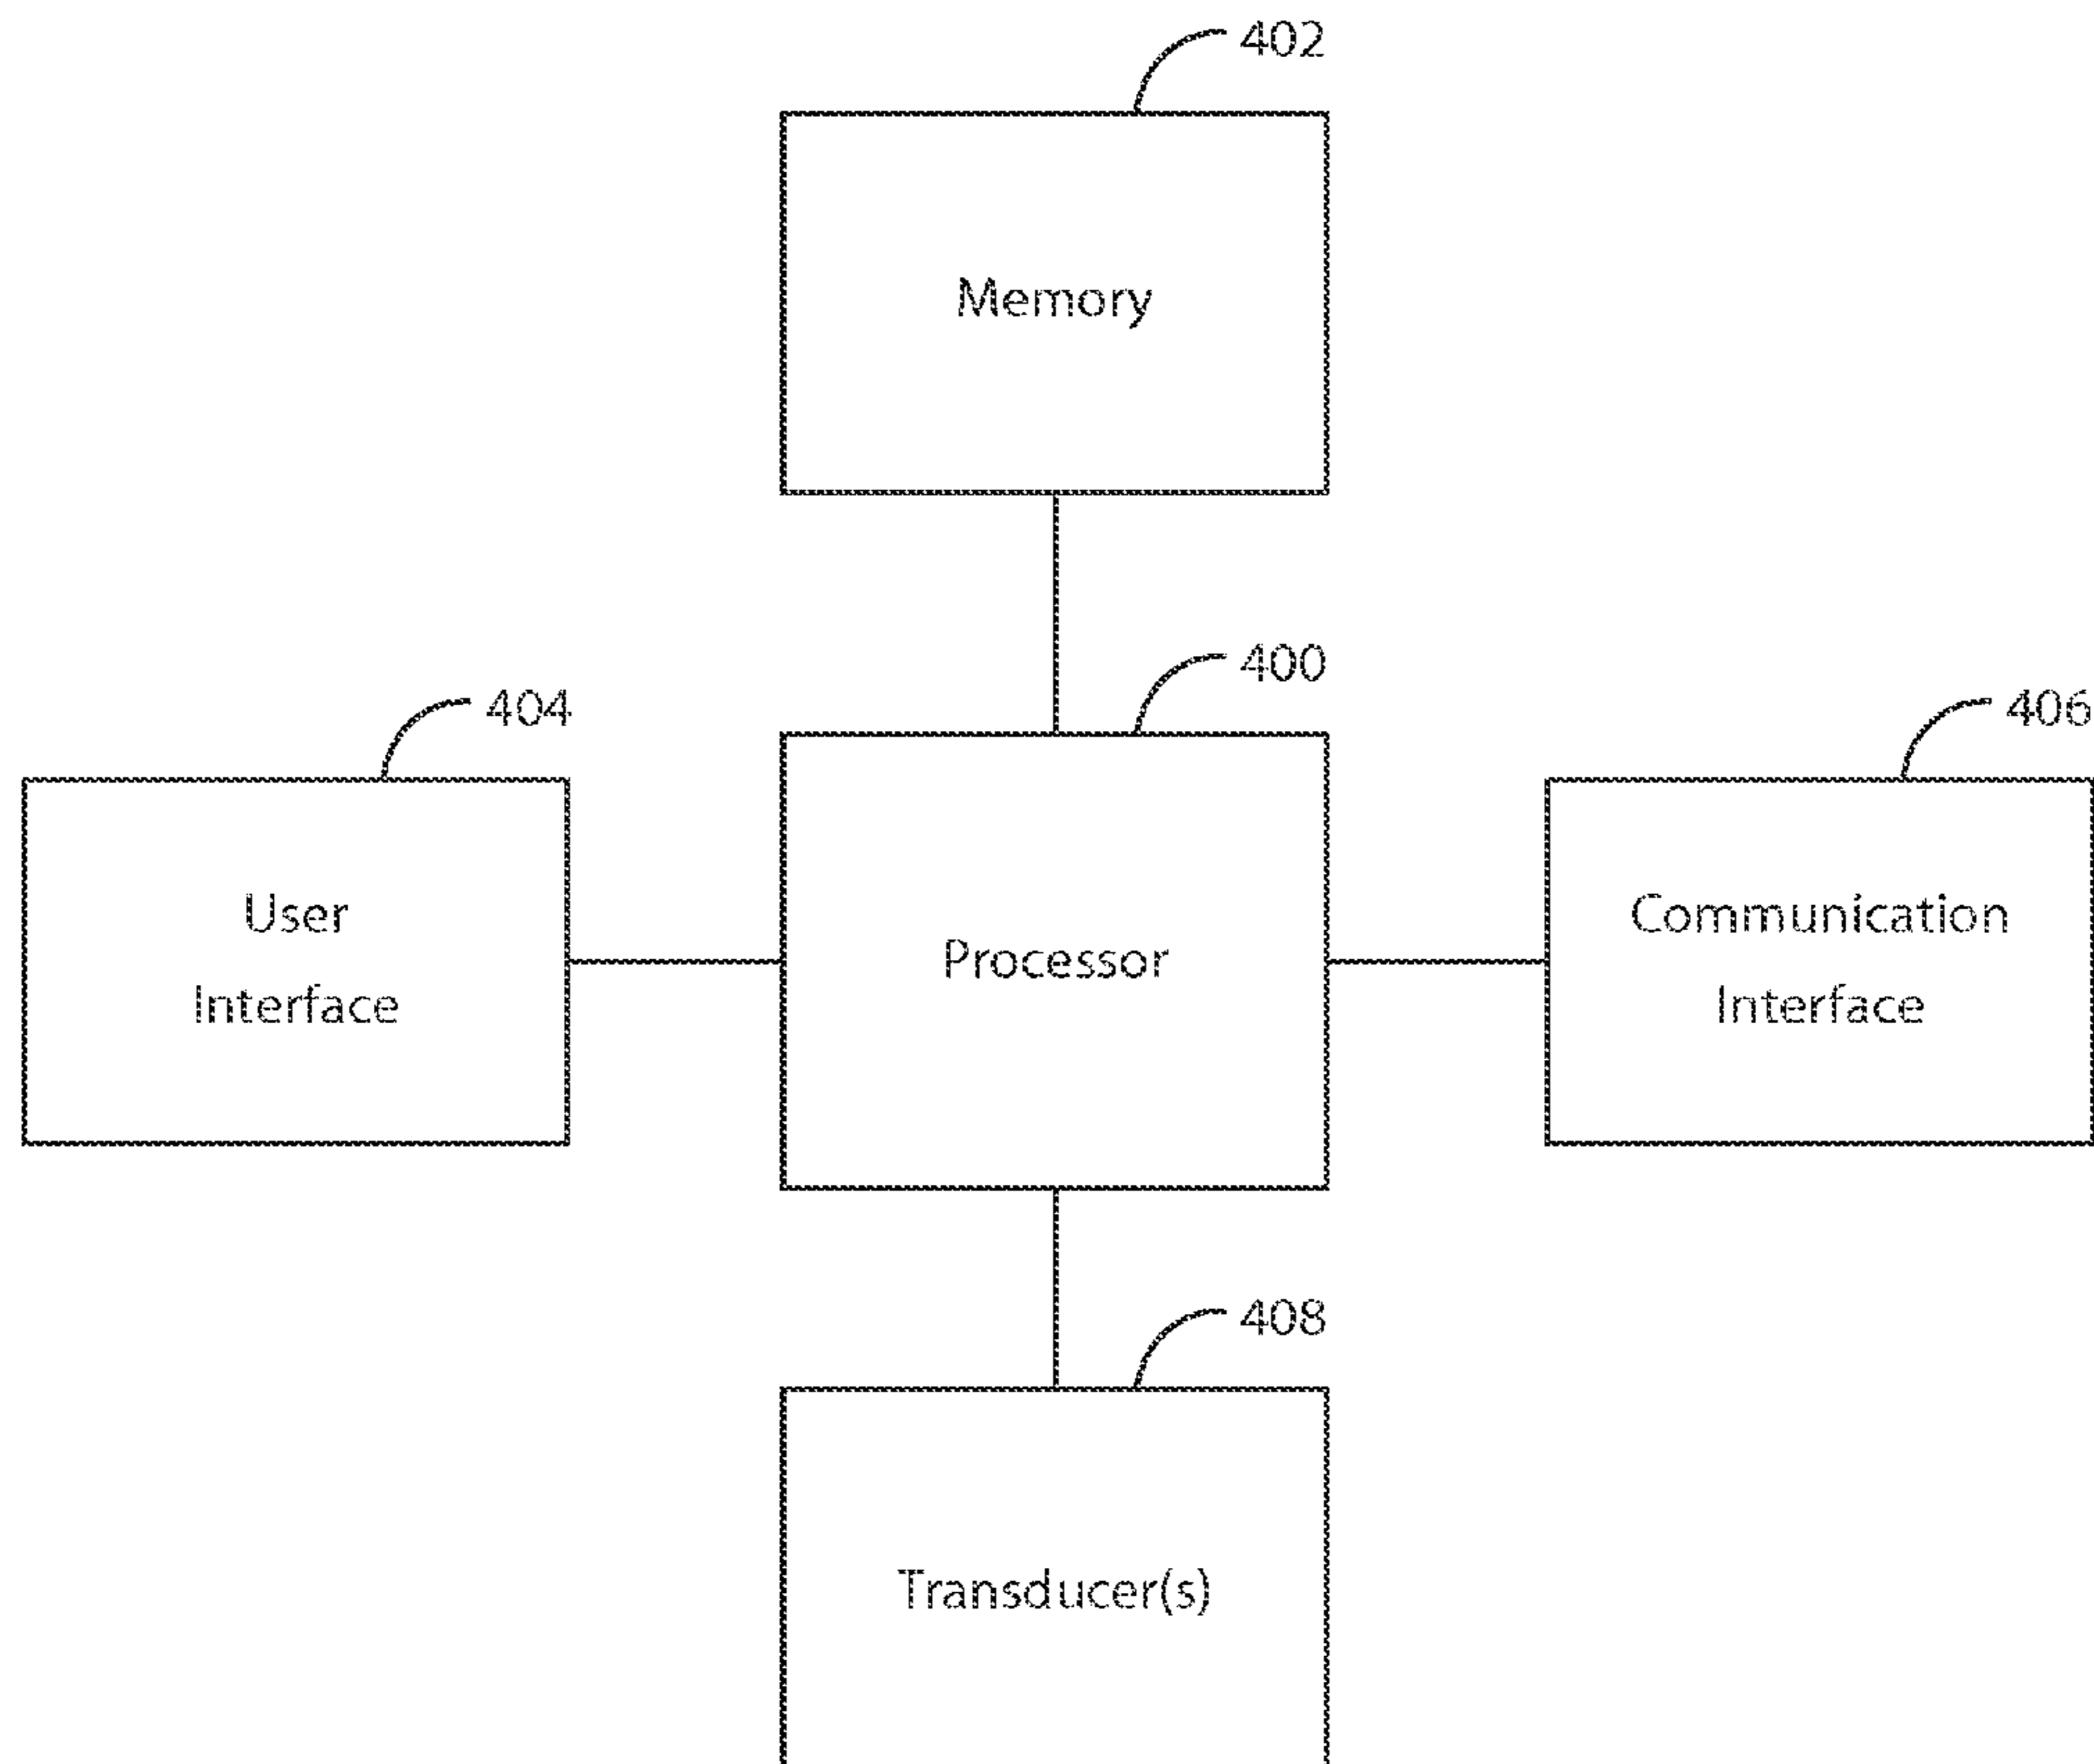 402
Memory
400
404
406
User
Interface
Processor
Communication
Interface
408
Transducer(s)